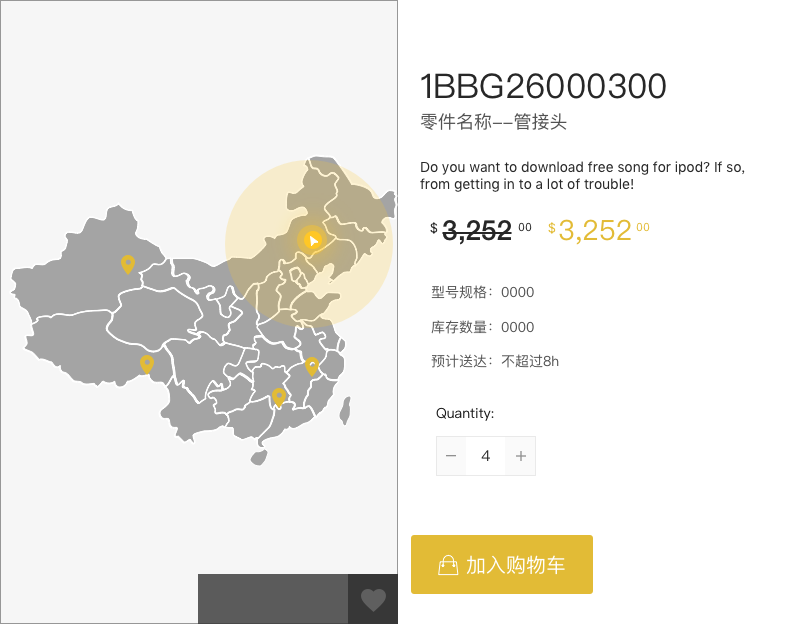 1BBG26000300
零件名称--管接头
Do you want to download free song for ipod? If so,
from getting in to a lot of trouble!
$ 3,252 00 $ 3,252 00
型号规格：0000
库存数量：0000
预计送达：不超过8h
Quantity:
− 4 +
加入购物车